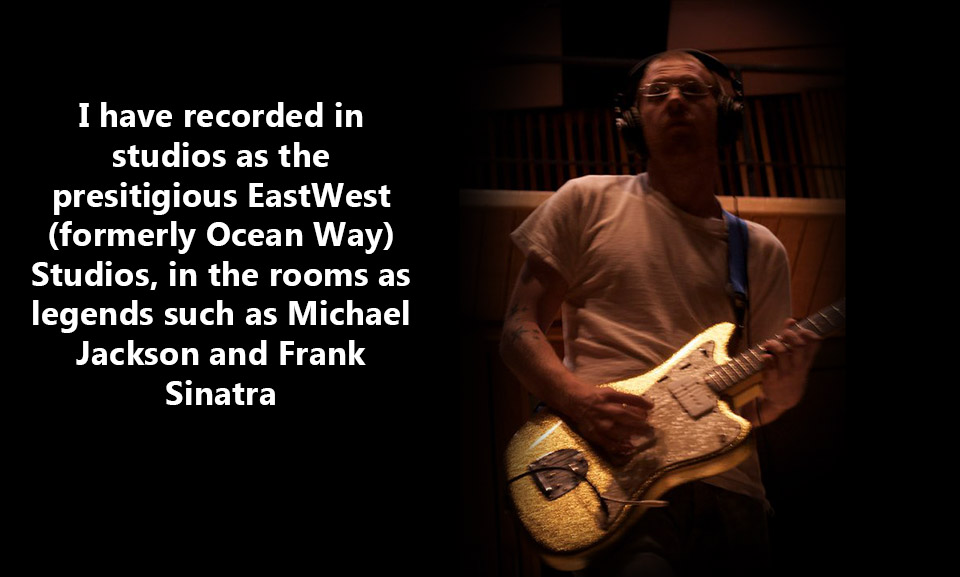 I have recorded in
studios as the
presitigious EastWest
(formerly Ocean Way)
Studios, in the rooms as
legends such as Michael
Jackson and Frank
Sinatra